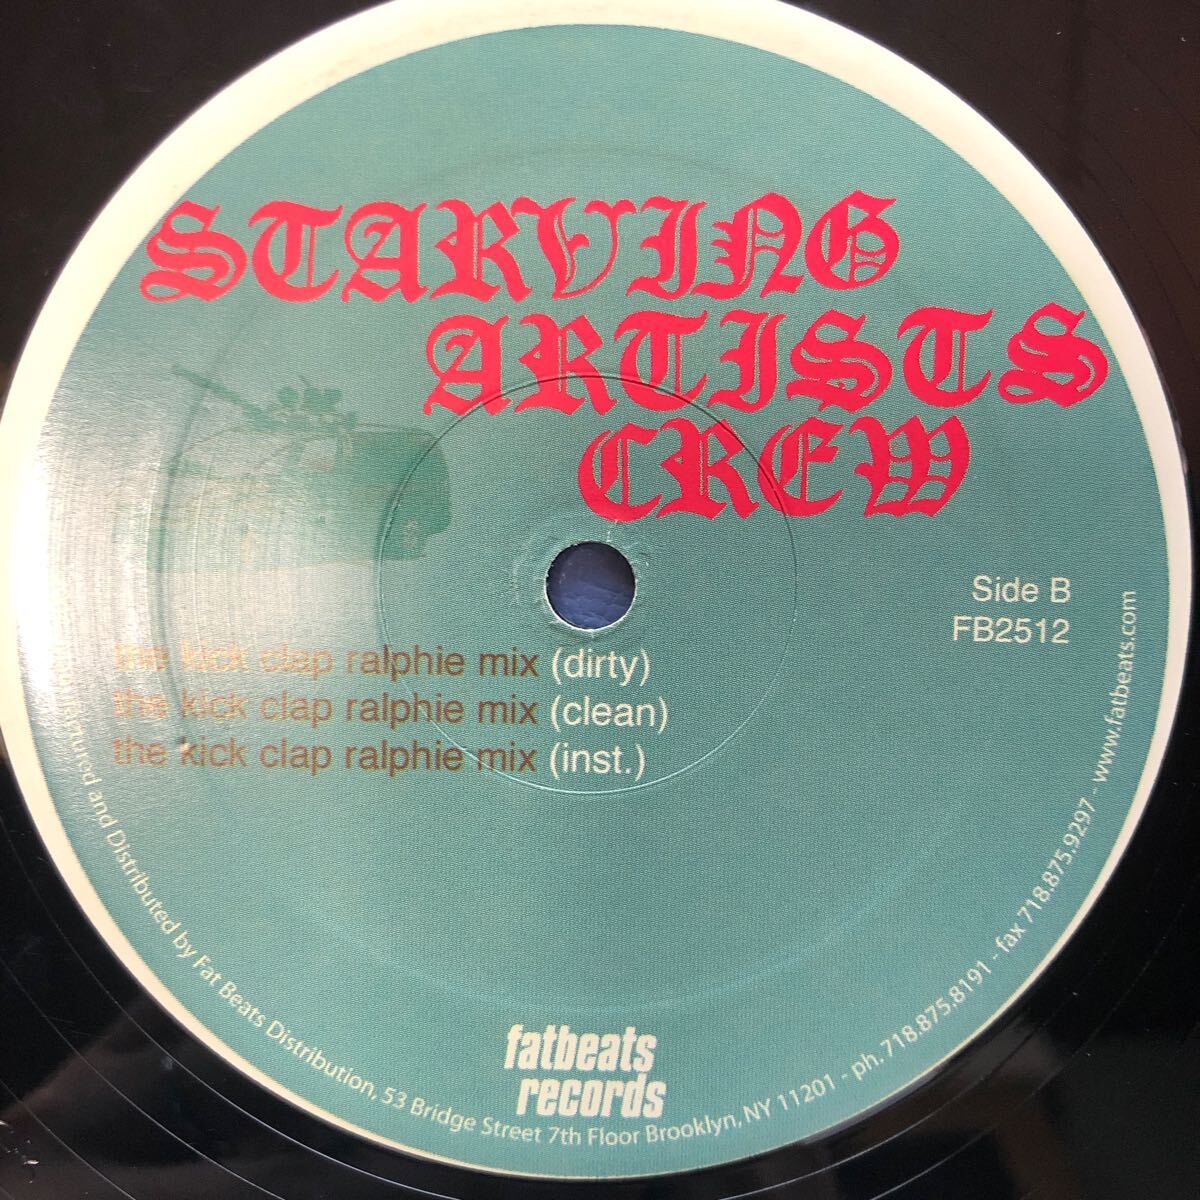 STARVING
ARTISTS
CREW
Side B
FB2512
the kick clap ralphie mix (dirty)
the kick clap ralphie mix (clean)
the kick clap ralphie mix (inst.)
fatbeats
records
and Distributed by Fat Beats Distribution, 53 Bridge Street 7th Floor Brooklyn, NY 11201 - ph. 718.875.8191 - fax 718.875.9297 - www.fatbeats.com